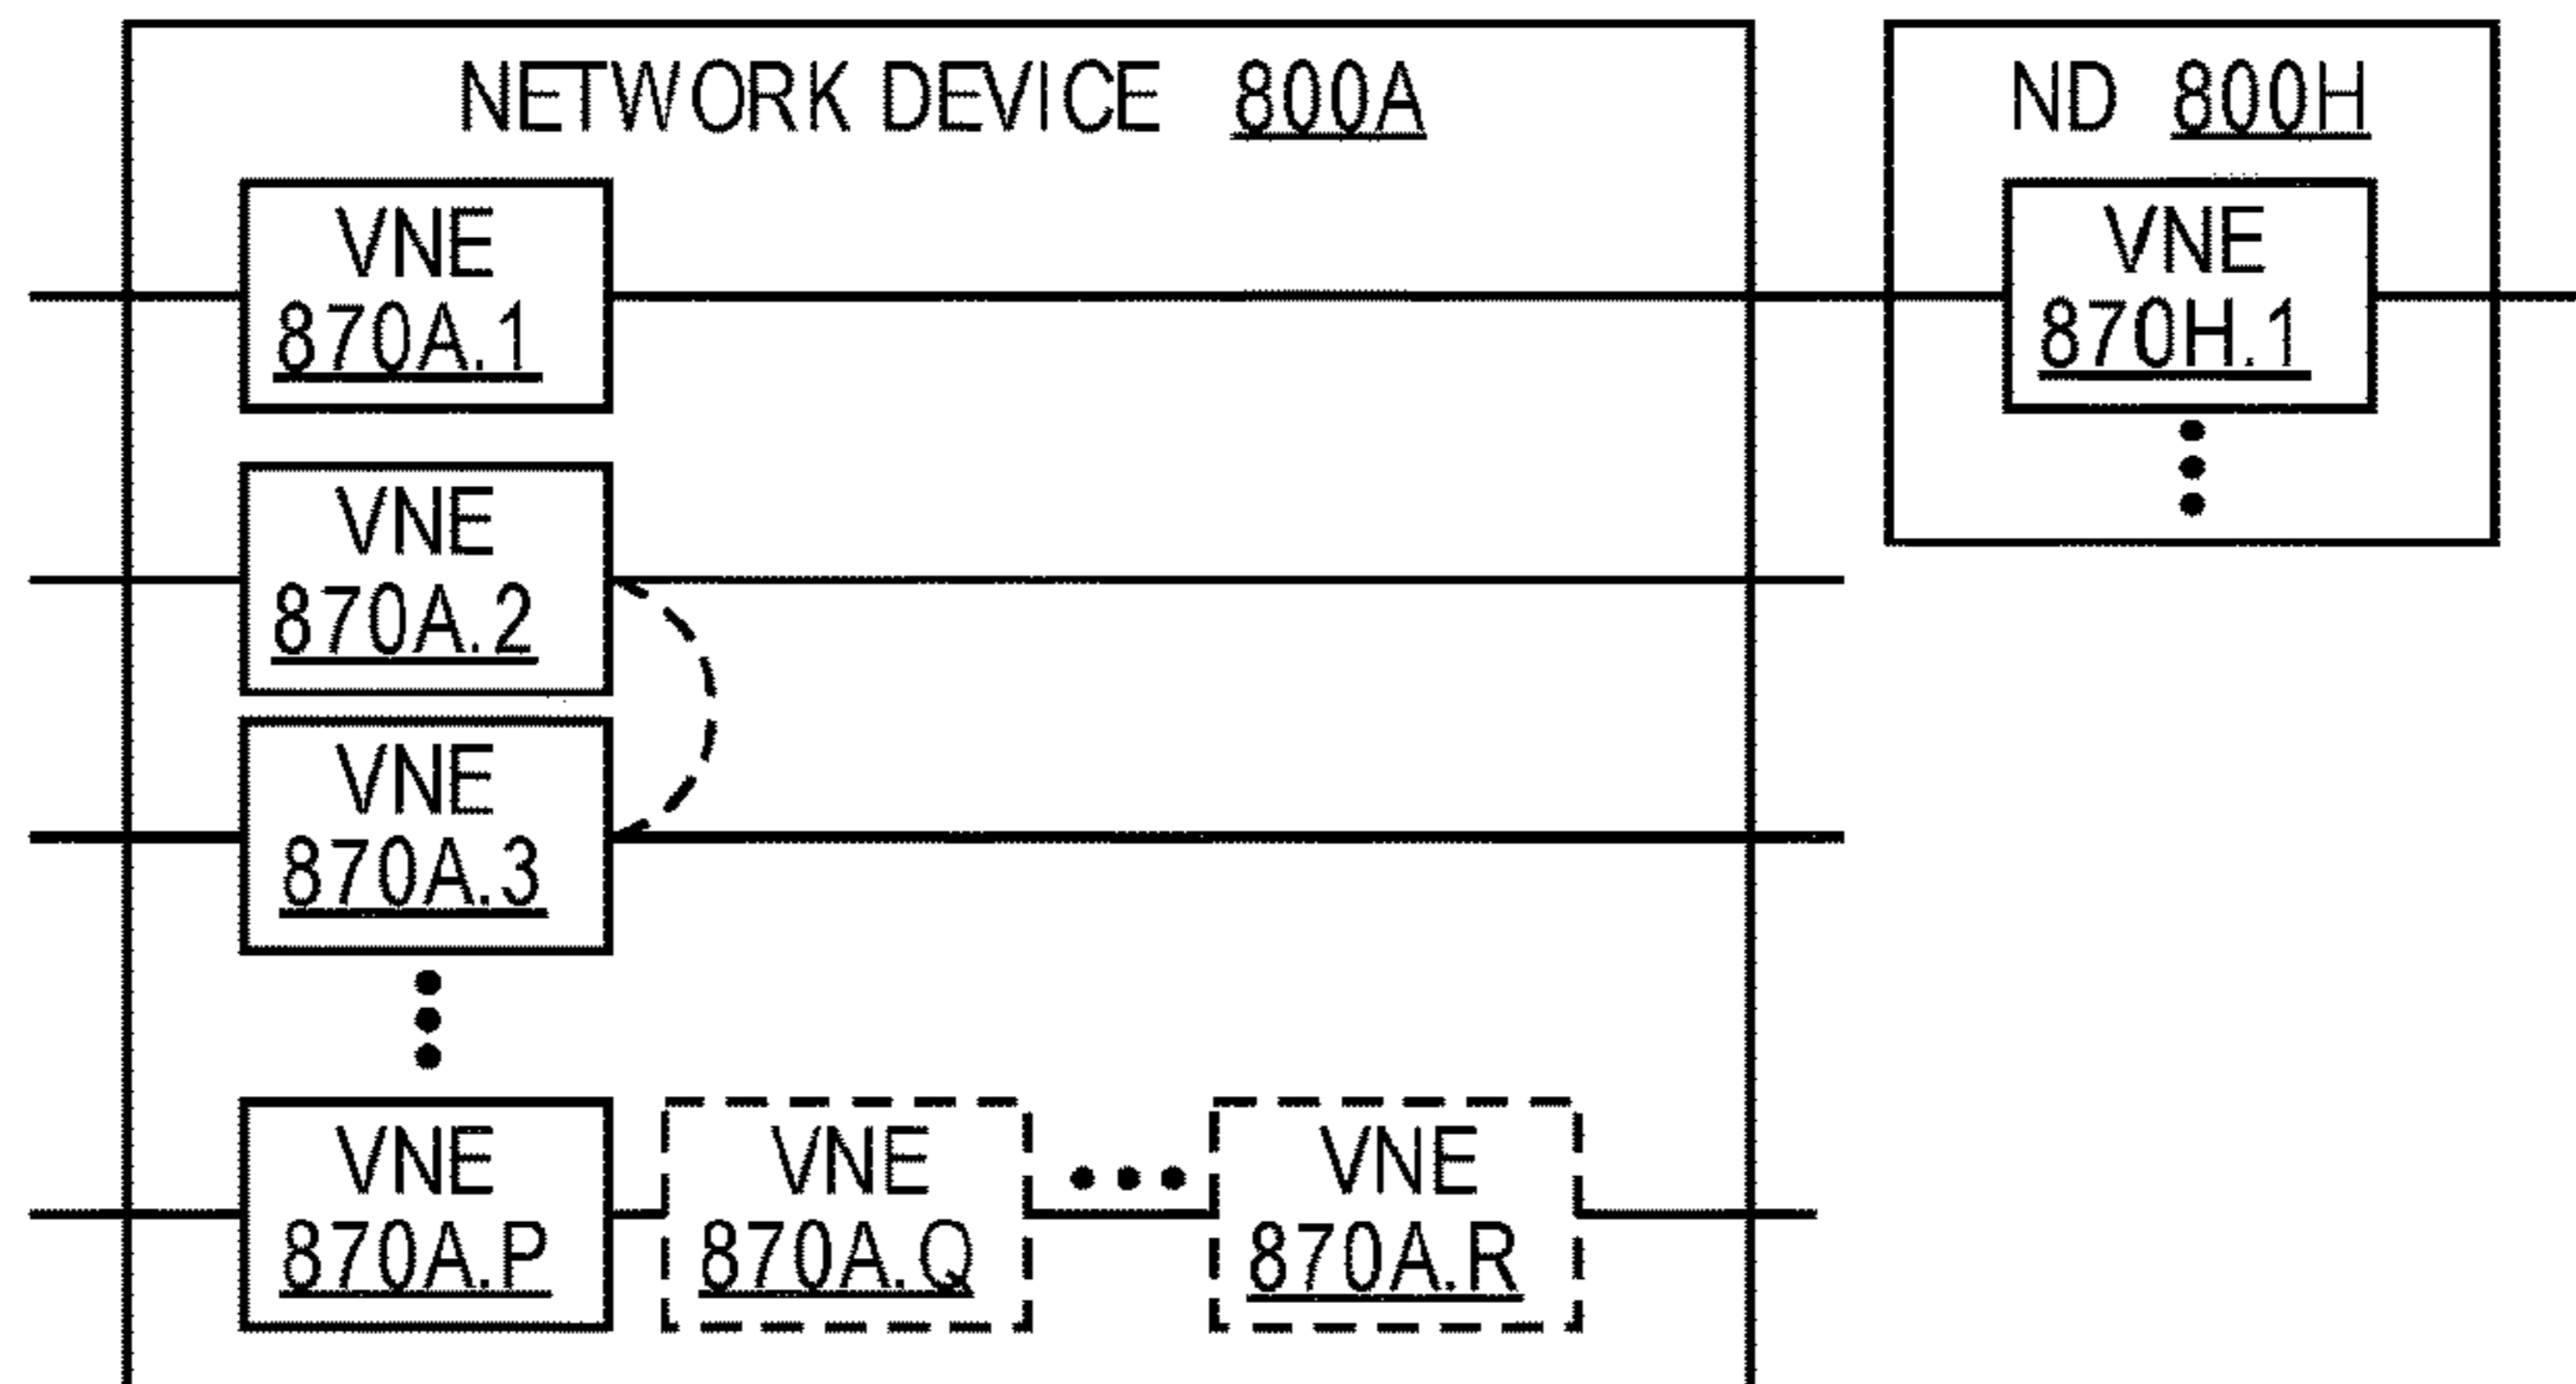 NETWORK DEVICE 800A
ND 800H
VNE
870A.1
VNE
870H.1
VNE
870A.2
VNE
870A.3
VNE
870A.P
VNE
870A.Q
VNE
870A.R